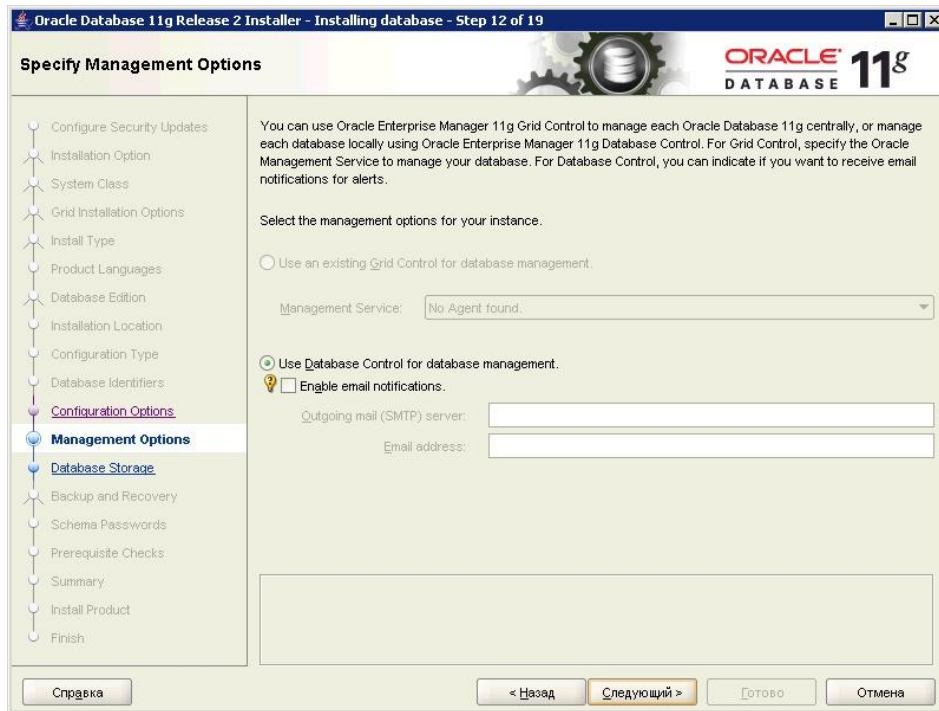 Oracle Database 11g Release 2 Installer - Installing database - Step 12 of 19
Specify Management Options
ORACLE
DATABASE
11g
Configure Security Updates
Installation Option
System Class
Grid Installation Options
Install Type
Product Languages
Database Edition
Installation Location
Configuration Type
Database Identifiers
Configuration Options
Management Options
Database Storage
Backup and Recovery
Schema Passwords
Prerequisite Checks
Summary
Install Product
Finish
You can use Oracle Enterprise Manager 11g Grid Control to manage each Oracle Database 11g centrally, or manage
each database locally using Oracle Enterprise Manager 11g Database Control. For Grid Control, specify the Oracle
Management Service to manage your database. For Database Control, you can indicate if you want to receive email
notifications for alerts.
Select the management options for your instance.
Use an existing Grid Control for database management.
Management Service: No Agent found.
Use Database Control for database management.
Enable email notifications.
Outgoing mail (SMTP) server:
Email address:
Справка
< Назад
Следующий >
Готово
Отмена